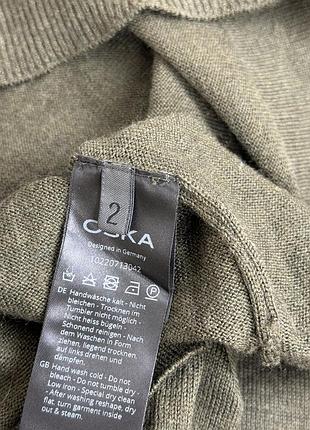 2
OSKA
Designed in Germany
10220713042
DE Handwäsche kalt - Nicht
bleichen - Trocknen im
Tumbler nicht möglich -
Nicht heiss bügeln -
Schonend reinigen - Nach
dem Waschen in Form
ziehen, liegend trocknen,
auf links drehen und
dämpfen.
GB Hand wash cold - Do not
bleach - Do not tumble dry -
Low iron - Special dry clean
- After washing reshape, dry
flat, turn garment inside
out & steam.